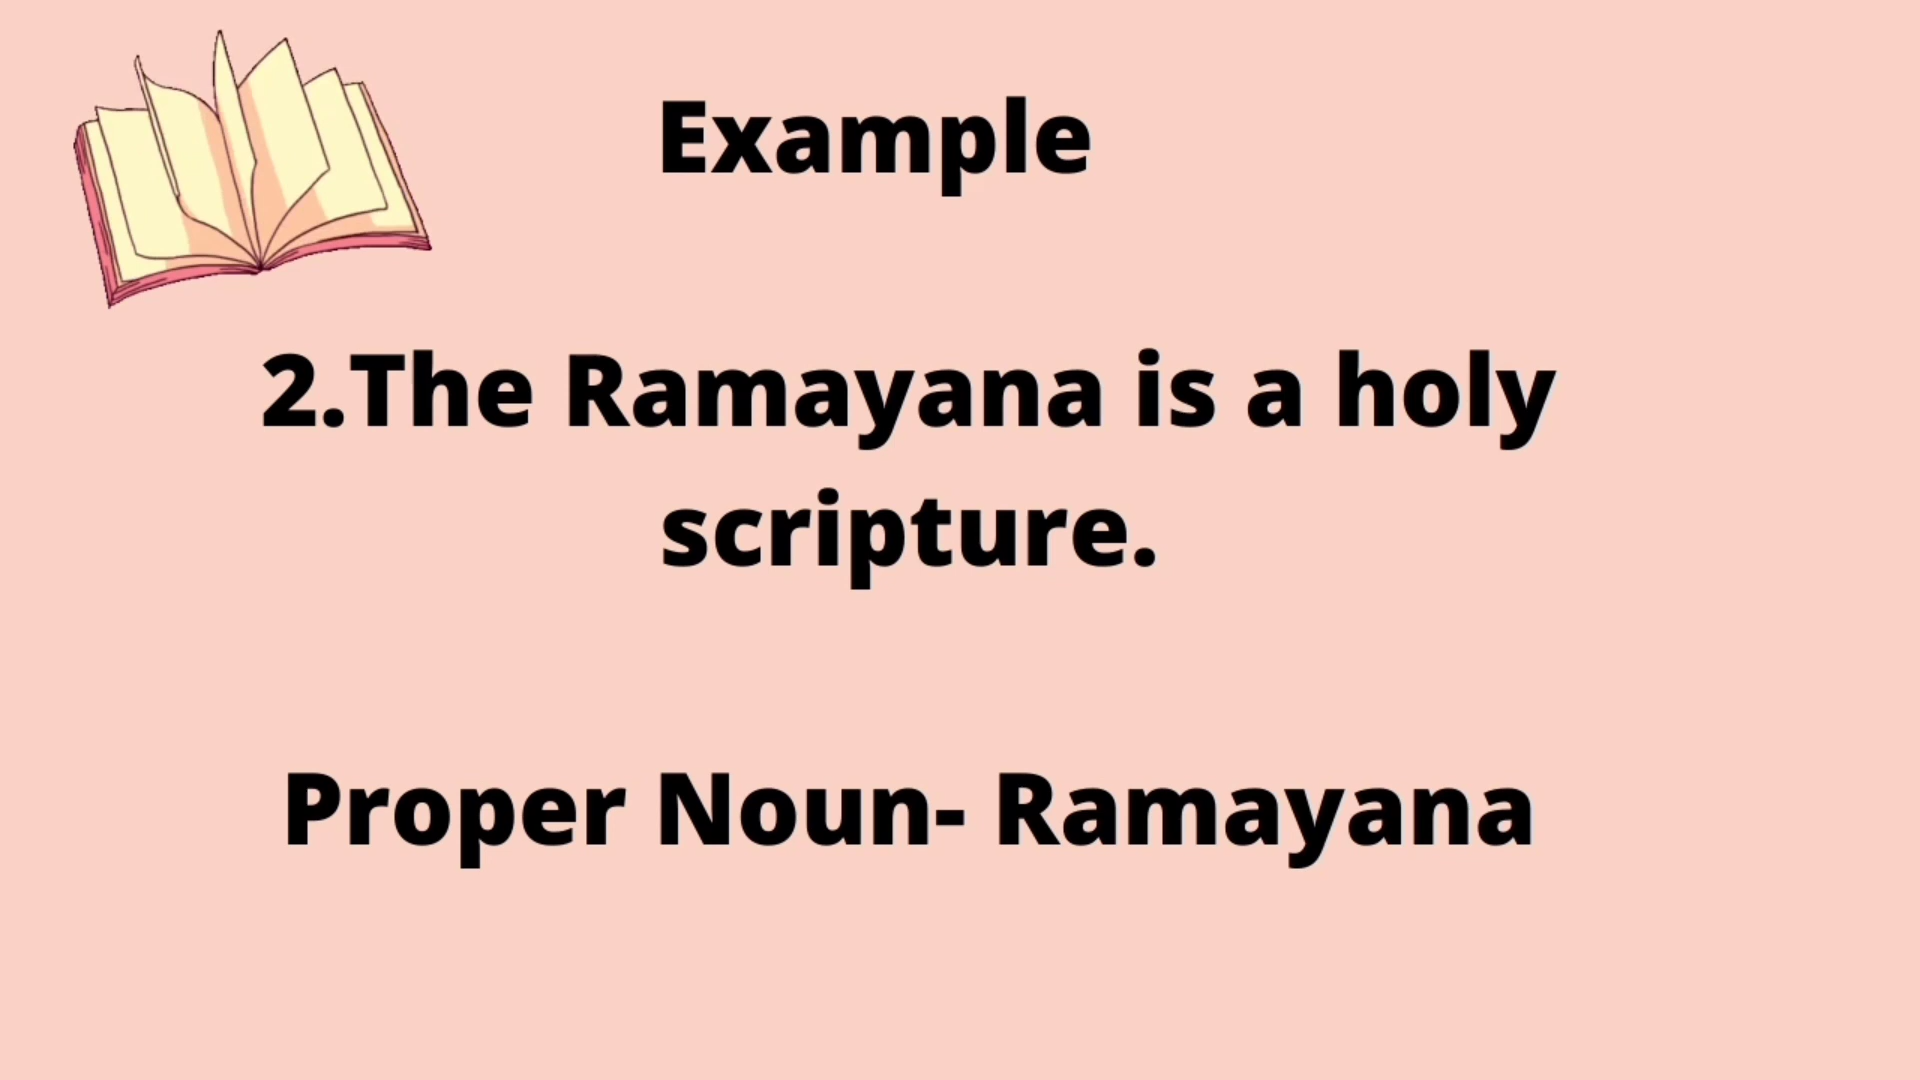 Example
2.The Ramayana is a holy
scripture.
Proper Noun- Ramayana